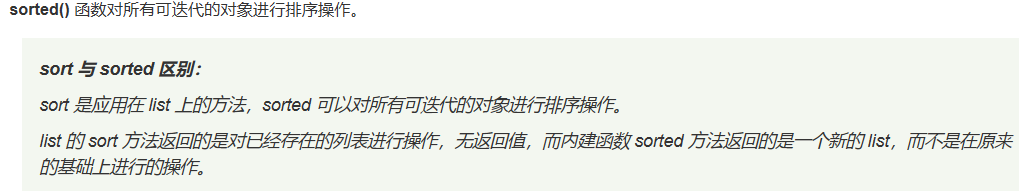 sorted() 函数对所有可迭代的对象进行排序操作。
sort 与 sorted 区别：
sort 是应用在 list 上的方法，sorted 可以对所有可迭代的对象进行排序操作。
list 的 sort 方法返回的是对已经存在的列表进行操作，无返回值，而内建函数 sorted 方法返回的是一个新的 list，而不是在原来
的基础上进行的操作。